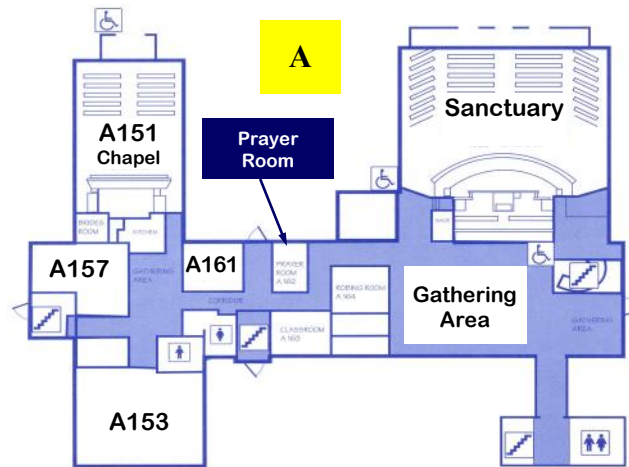 A
A151
Chapel
Prayer
Room
Sanctuary
BRIDES
ROOM
KITCHEN
A157
GATHERING
AREA
A161
PRAYER
ROOM
A 162
CORRIDOR
ROBING ROOM
A 164
Gathering
Area
GATHERING
AREA
CLASSROOM
A 163
A153